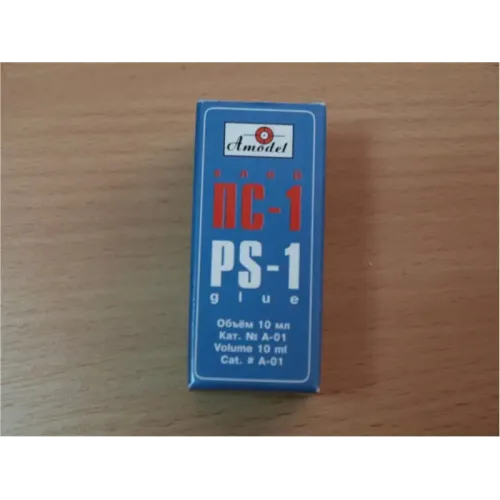 Amodel
клей
ПС-1
PS-1
glue
Объём 10 мл
Кат. № А-01
Volume 10 ml
Cat. # A-01